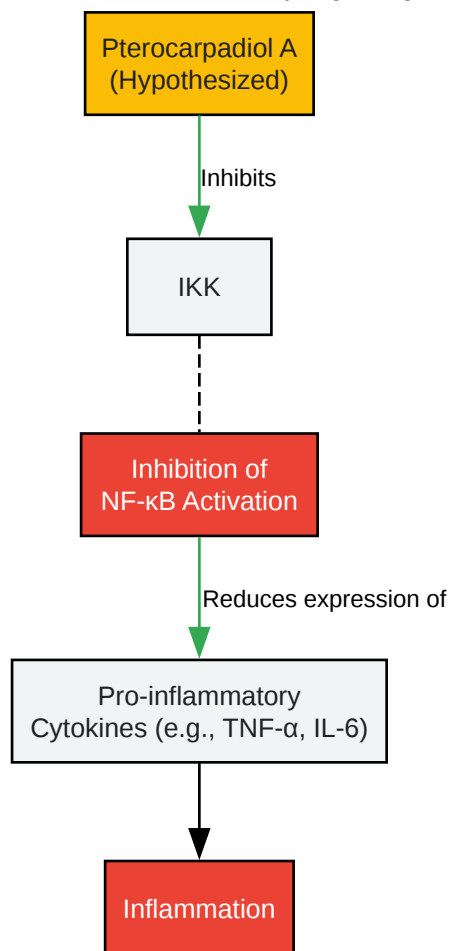 Pterocarpadiol A
(Hypothesized)
Inhibits
IKK
Inhibition of
NF-κB Activation
Reduces expression of
Pro-inflammatory
Cytokines (e.g., TNF-α, IL-6)
Inflammation